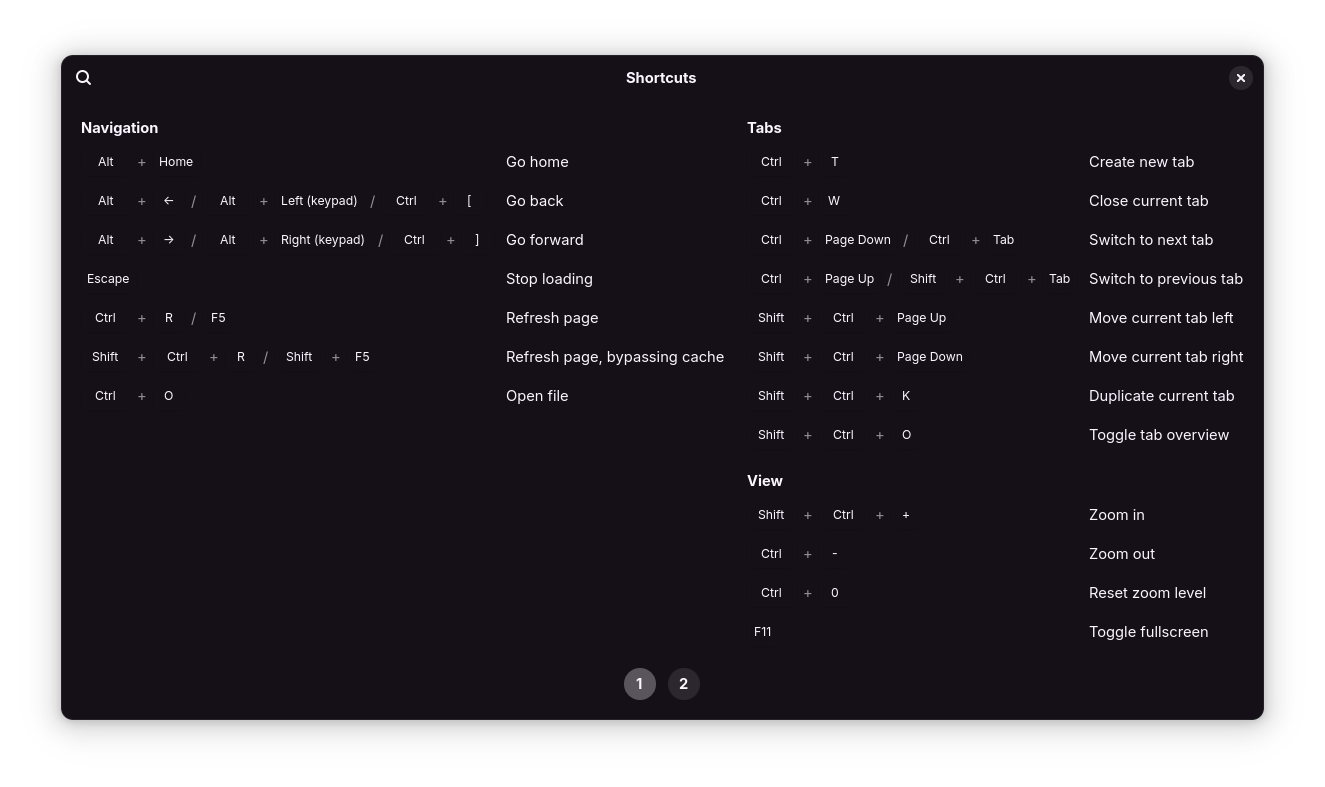 Shortcuts
Navigation
Alt + Home Go home
Alt + ← / Alt + Left (keypad) / Ctrl + [ Go back
Alt + → / Alt + Right (keypad) / Ctrl + ] Go forward
Escape Stop loading
Ctrl + R / F5 Refresh page
Shift + Ctrl + R / Shift + F5 Refresh page, bypassing cache
Ctrl + O Open file
Tabs
Ctrl + T Create new tab
Ctrl + W Close current tab
Ctrl + Page Down / Ctrl + Tab Switch to next tab
Ctrl + Page Up / Shift + Ctrl + Tab Switch to previous tab
Shift + Ctrl + Page Up Move current tab left
Shift + Ctrl + Page Down Move current tab right
Shift + Ctrl + K Duplicate current tab
Shift + Ctrl + O Toggle tab overview
View
Shift + Ctrl + + Zoom in
Ctrl + - Zoom out
Ctrl + 0 Reset zoom level
F11 Toggle fullscreen
1 2